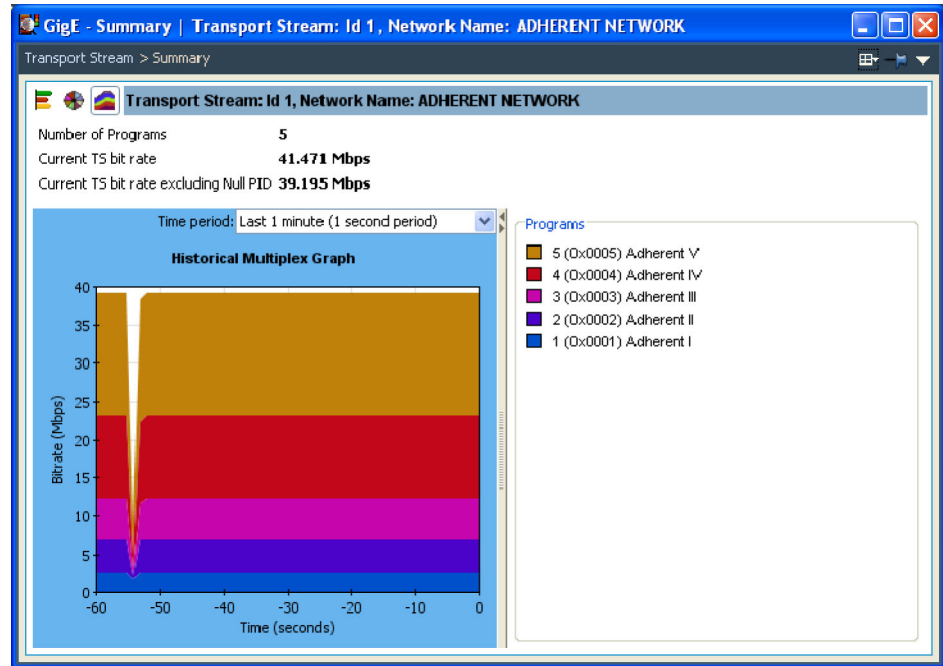 GigE - Summary | Transport Stream: Id 1, Network Name: ADHERENT NETWORK
Transport Stream > Summary
Transport Stream: Id 1, Network Name: ADHERENT NETWORK
Number of Programs 5
Current TS bit rate 41.471 Mbps
Current TS bit rate excluding Null PID 39.195 Mbps
Time period: Last 1 minute (1 second period)
Historical Multiplex Graph
40
35
30
25
20
15
10
5
0
Bitrate (Mbps)
-60 -50 -40 -30 -20 -10 0
Time (seconds)
Programs
5 (0x0005) Adherent V
4 (0x0004) Adherent IV
3 (0x0003) Adherent III
2 (0x0002) Adherent II
1 (0x0001) Adherent I